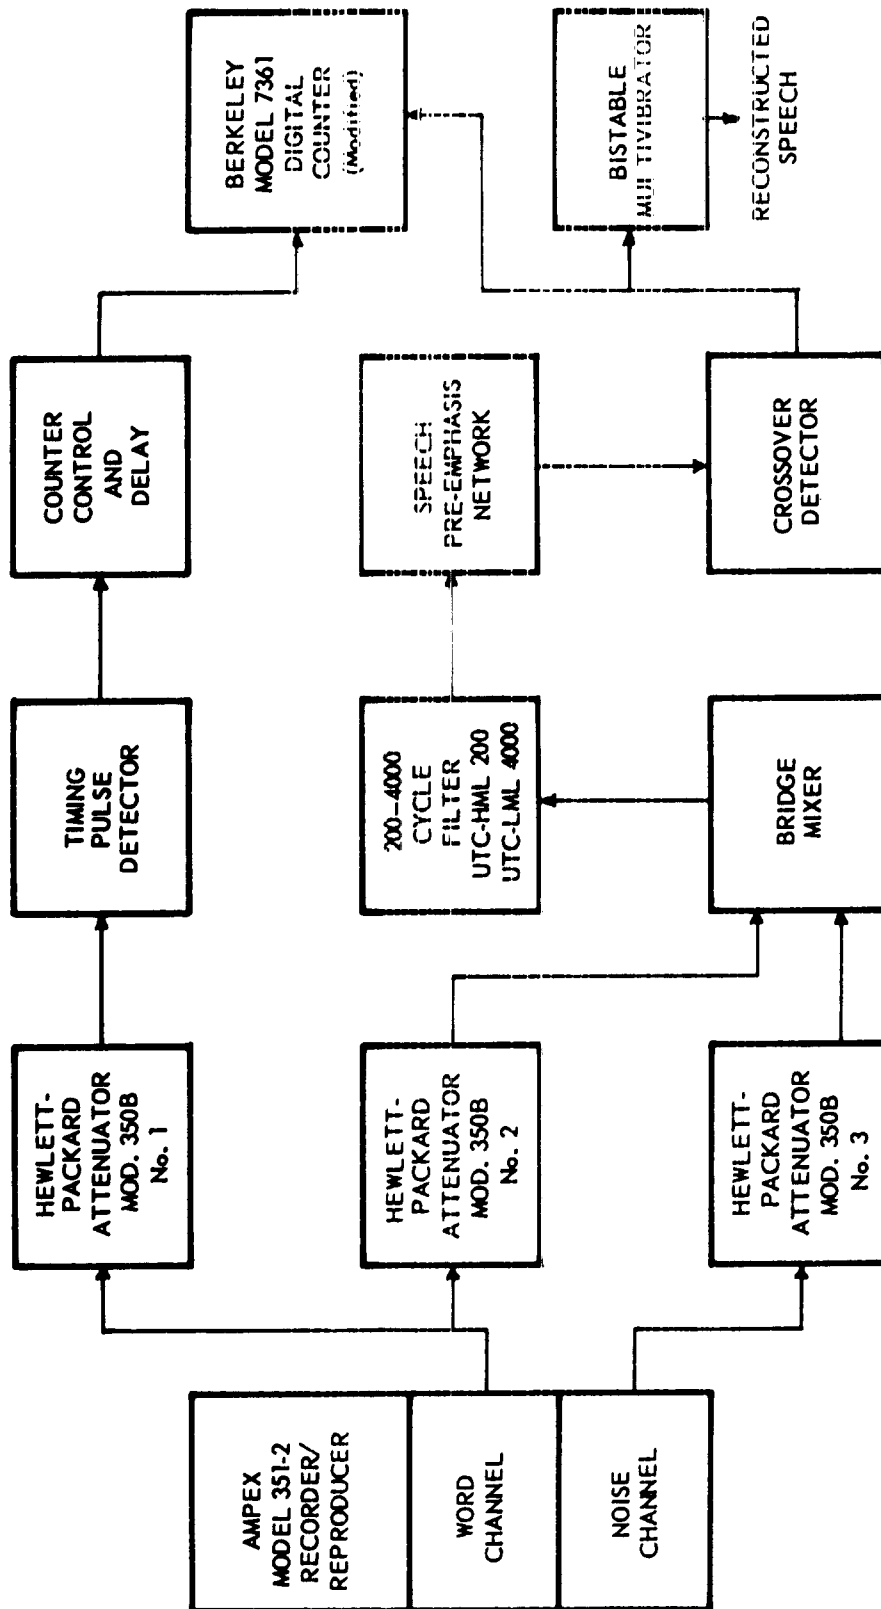 AMPEX
MODEL 351-2
RECORDER/
REPRODUCER
WORD
CHANNEL
NOISE
CHANNEL
HEWLETT-
PACKARD
ATTENUATOR
MOD. 350B
No. 1
HEWLETT-
PACKARD
ATTENUATOR
MOD. 350B
No. 2
HEWLETT-
PACKARD
ATTENUATOR
MOD. 350B
No. 3
TIMING
PULSE
DETECTOR
200-4000
CYCLE
FILTER
UTC-HML 200
UTC-LML 4000
BRIDGE
MIXER
COUNTER
CONTROL
AND
DELAY
SPEECH
PRE-EMPHASIS
NETWORK
CROSSOVER
DETECTOR
BERKELEY
MODEL 7361
DIGITAL
COUNTER
(Modified)
BISTABLE
MULTIVIBRATOR
RECONSTRUCTED
SPEECH